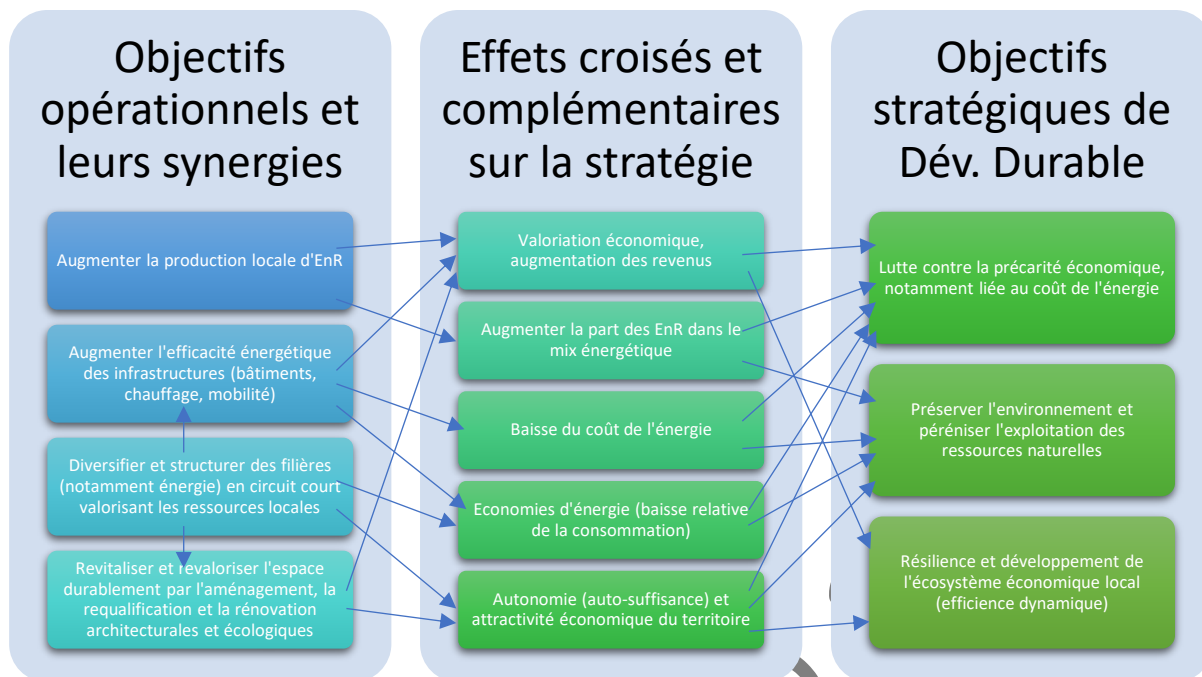 Objectifs
opérationnels et
leurs synergies
Augmenter la production locale d'EnR
Augmenter l'efficacité énergétique
des infrastructures (bâtiments,
chauffage, mobilité)
Diversifier et structurer des filières
(notamment énergie) en circuit court
valorisant les ressources locales
Revitaliser et revaloriser l'espace
durablement par l'aménagement, la
requalification et la rénovation
architecturales et écologiques
Effets croisés et
complémentaires
sur la stratégie
Valoriation économique,
augmentation des revenus
Augmenter la part des EnR dans le
mix énergétique
Baisse du coût de l'énergie
Economies d'énergie (baisse relative
de la consommation)
Autonomie (auto-suffisance) et
attractivité économique du territoire
Objectifs
stratégiques de
Dév. Durable
Lutte contre la précarité économique,
notamment liée au coût de l'énergie
Préserver l'environnement et
péréniser l'exploitation des
ressources naturelles
Résilience et développement de
l'écosystème économique local
(efficience dynamique)